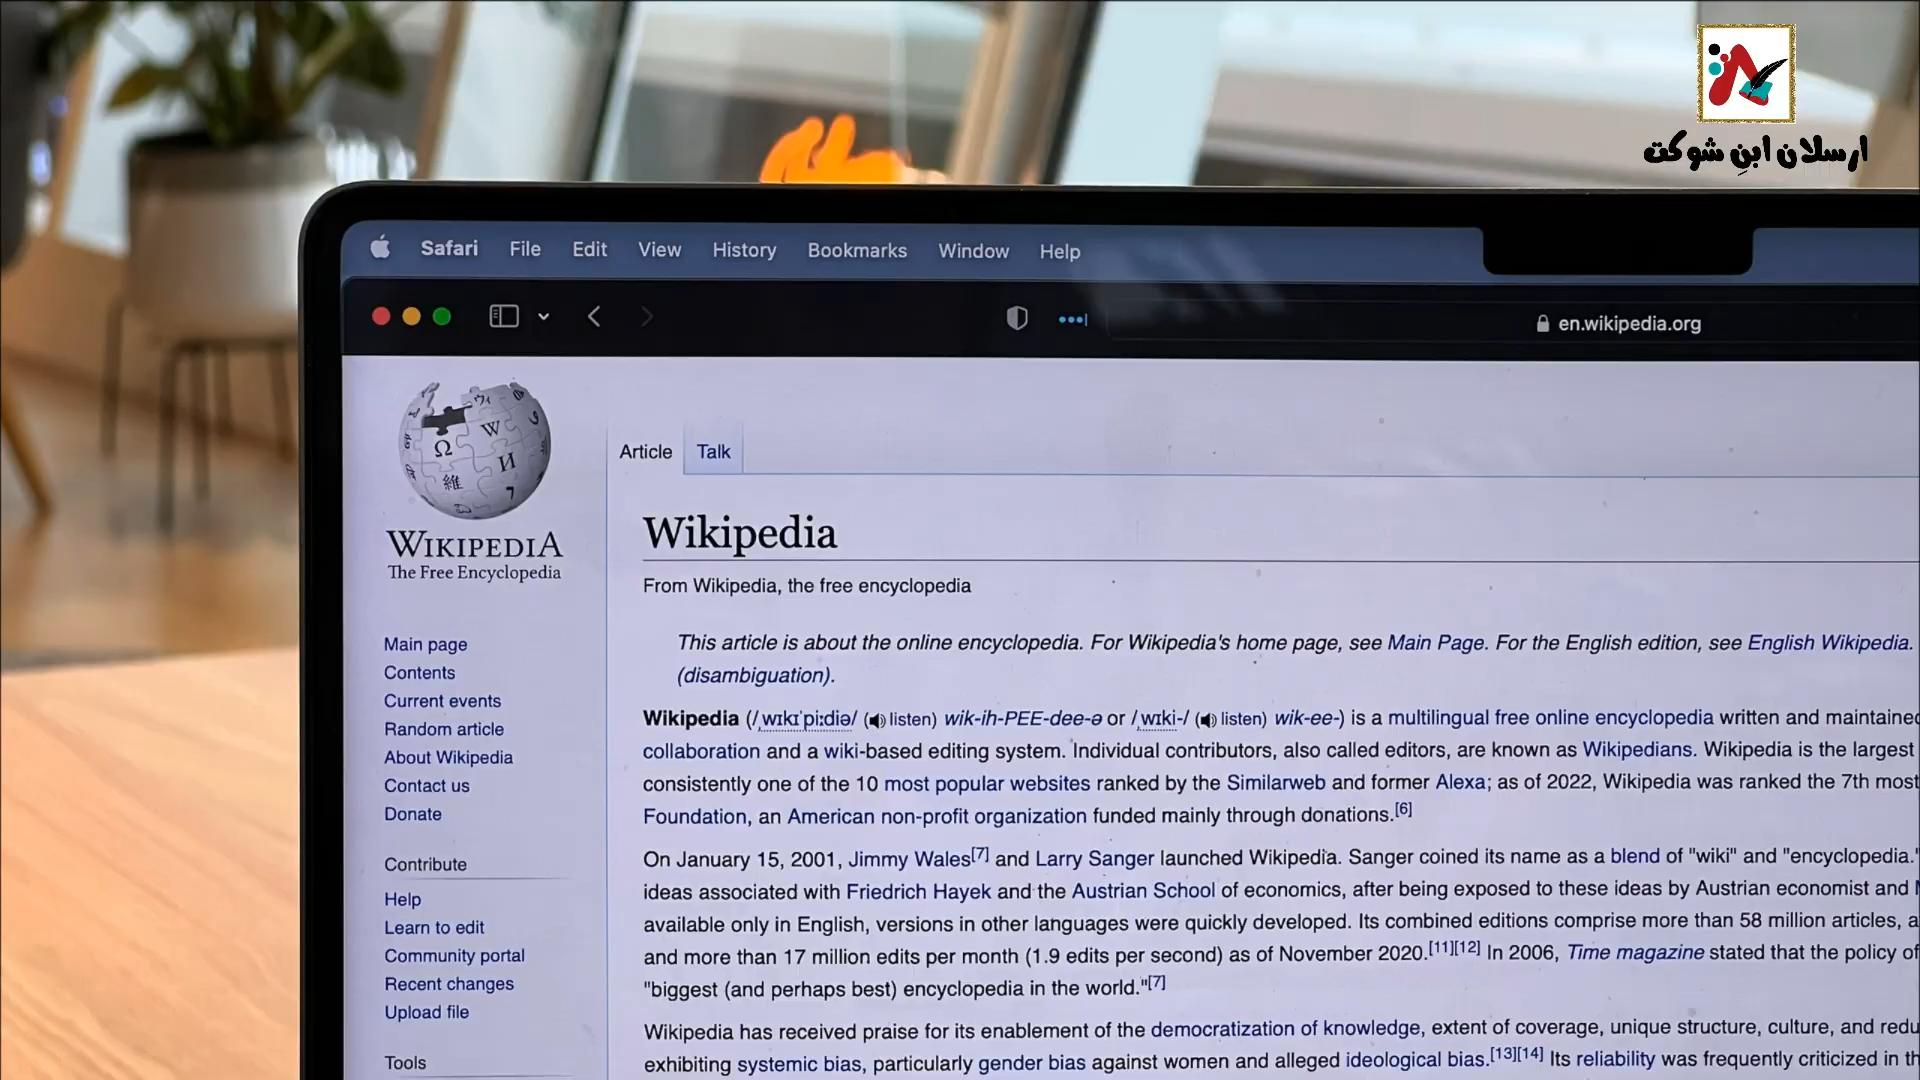 ارسلان ابنِ شوکت
Safari File Edit View History Bookmarks Window Help
en.wikipedia.org
WIKIPEDIA
The Free Encyclopedia
Main page
Contents
Current events
Random article
About Wikipedia
Contact us
Donate
Contribute
Help
Learn to edit
Community portal
Recent changes
Upload file
Tools
Article Talk
Wikipedia
From Wikipedia, the free encyclopedia
This article is about the online encyclopedia. For Wikipedia's home page, see Main Page. For the English edition, see English Wikipedia.
(disambiguation).
Wikipedia (/ˌwɪkɪˈpiːdiə/ (listen) wik-ih-PEE-dee-ə or /ˌwɪki-/ (listen) wik-ee-) is a multilingual free online encyclopedia written and maintained
collaboration and a wiki-based editing system. Individual contributors, also called editors, are known as Wikipedians. Wikipedia is the largest
consistently one of the 10 most popular websites ranked by the Similarweb and former Alexa; as of 2022, Wikipedia was ranked the 7th most
Foundation, an American non-profit organization funded mainly through donations.[6]
On January 15, 2001, Jimmy Wales[7] and Larry Sanger launched Wikipedia. Sanger coined its name as a blend of "wiki" and "encyclopedia."
ideas associated with Friedrich Hayek and the Austrian School of economics, after being exposed to these ideas by Austrian economist and
available only in English, versions in other languages were quickly developed. Its combined editions comprise more than 58 million articles,
and more than 17 million edits per month (1.9 edits per second) as of November 2020.[11][12] In 2006, Time magazine stated that the policy of
"biggest (and perhaps best) encyclopedia in the world."[7]
Wikipedia has received praise for its enablement of the democratization of knowledge, extent of coverage, unique structure, culture, and
exhibiting systemic bias, particularly gender bias against women and alleged ideological bias.[13][14] Its reliability was frequently criticized in